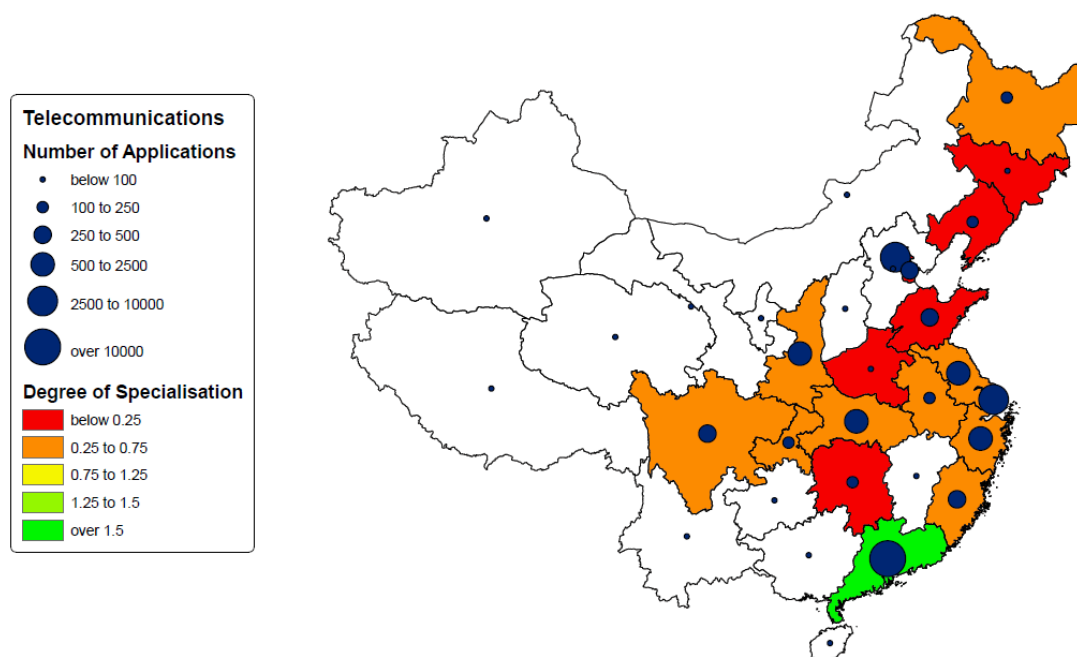 Telecommunications
Number of Applications
below 100
100 to 250
250 to 500
500 to 2500
2500 to 10000
over 10000
Degree of Specialisation
below 0.25
0.25 to 0.75
0.75 to 1.25
1.25 to 1.5
over 1.5